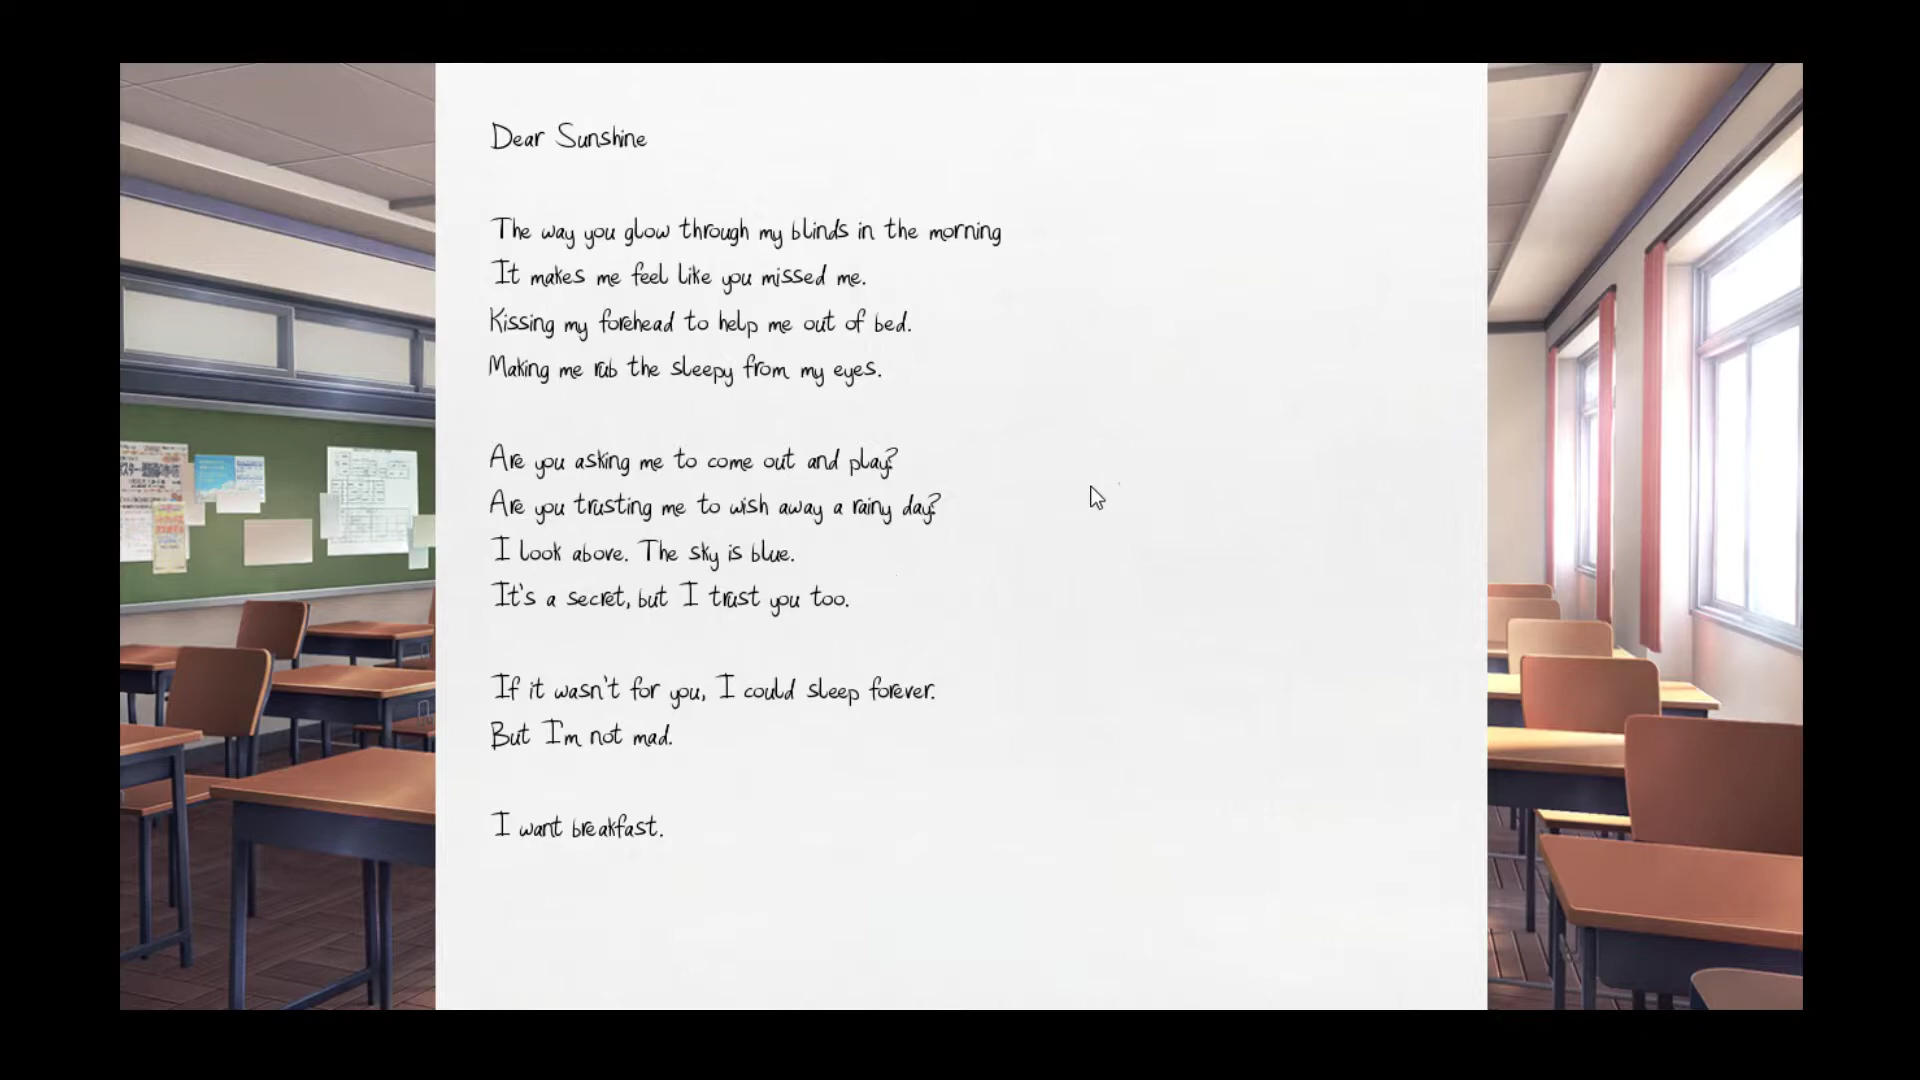 Dear Sunshine
The way you glow through my blinds in the morning
It makes me feel like you missed me.
Kissing my forehead to help me out of bed.
Making me rub the sleepy from my eyes.
Are you asking me to come out and play?
Are you trusting me to wish away a rainy day?
I look above. The sky is blue.
It's a secret, but I trust you too.
If it wasn't for you, I could sleep forever.
But I'm not mad.
I want breakfast.